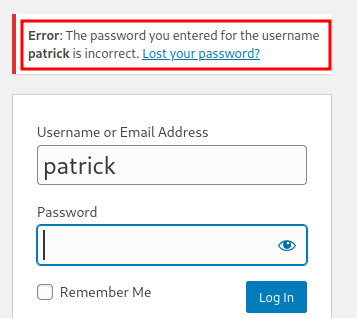 Error: The password you entered for the username
patrick is incorrect. Lost your password?
Username or Email Address
patrick
Password
Remember Me
Log In